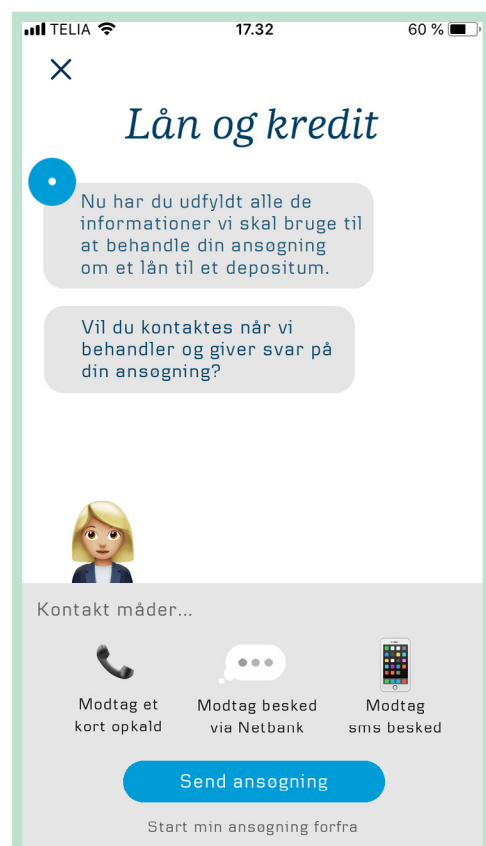 TELIA 17.32 60 %
Lån og kredit
Nu har du udfyldt alle de
informationer vi skal bruge til
at behandle din ansøgning
om et lån til et depositum.
Vil du kontaktes når vi
behandler og giver svar på
din ansøgning?
Kontakt måder...
Modtag et
kort opkald
Modtag besked
via Netbank
Modtag
sms besked
Send ansøgning
Start min ansøgning forfra